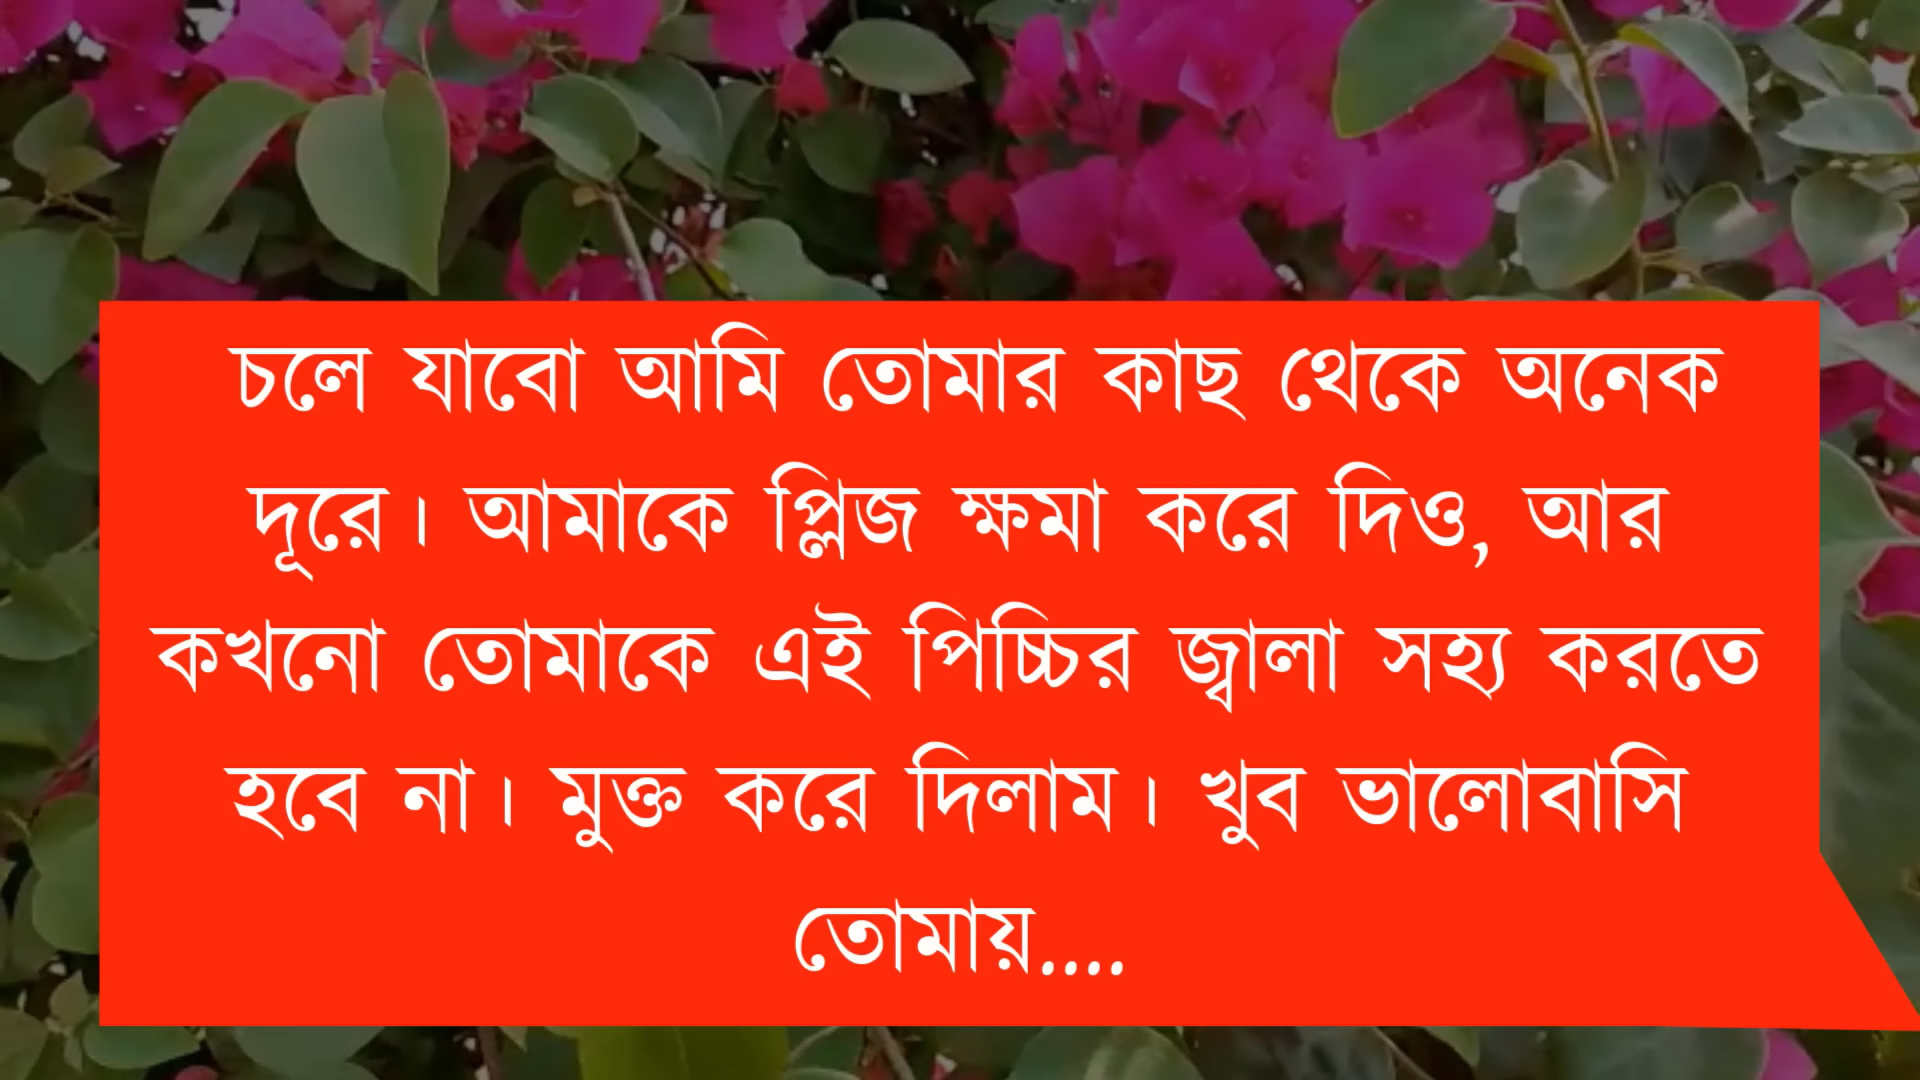 চলে যাবো আমি তোমার কাছ থেকে অনেক
দূরে। আমাকে প্লিজ ক্ষমা করে দিও, আর
কখনো তোমাকে এই পিচ্চির জ্বালা সহ্য করতে
হবে না। মুক্ত করে দিলাম। খুব ভালোবাসি
তোমায়....